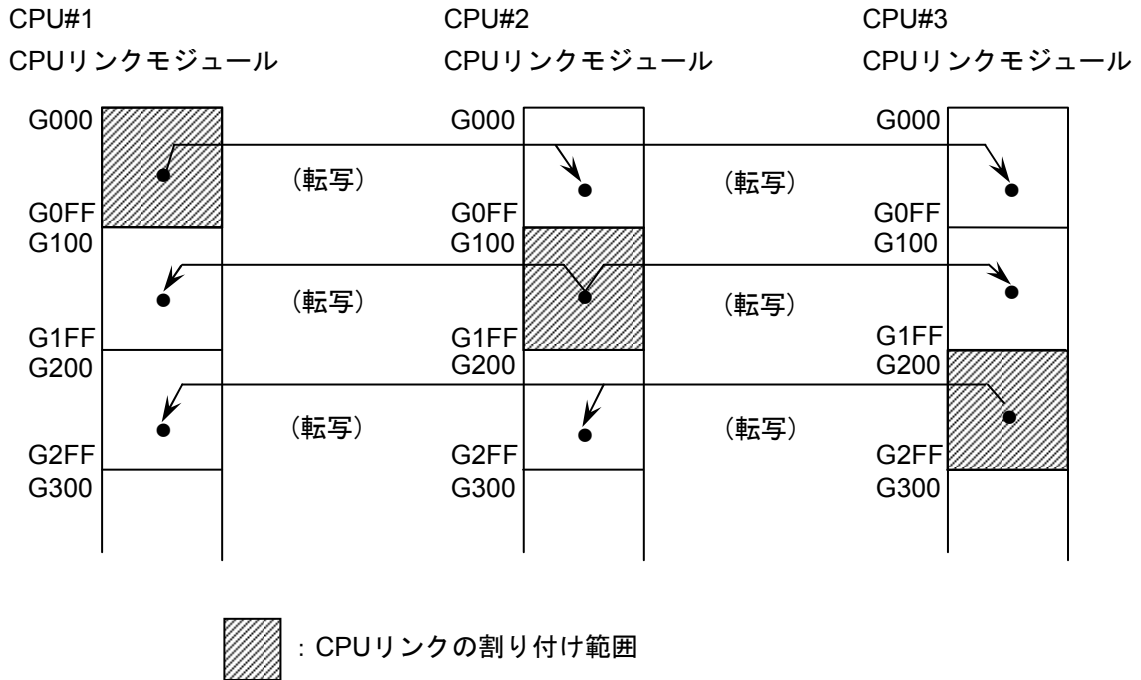 CPU#1 CPU#2 CPU#3
CPUリンクモジュール CPUリンクモジュール CPUリンクモジュール
G000 G000 G000
(転写) (転写)
G0FF G0FF G0FF
G100 G100 G100
(転写) (転写)
G1FF G1FF G1FF
G200 G200 G200
(転写) (転写)
G2FF G2FF G2FF
G300 G300 G300
: CPUリンクの割り付け範囲